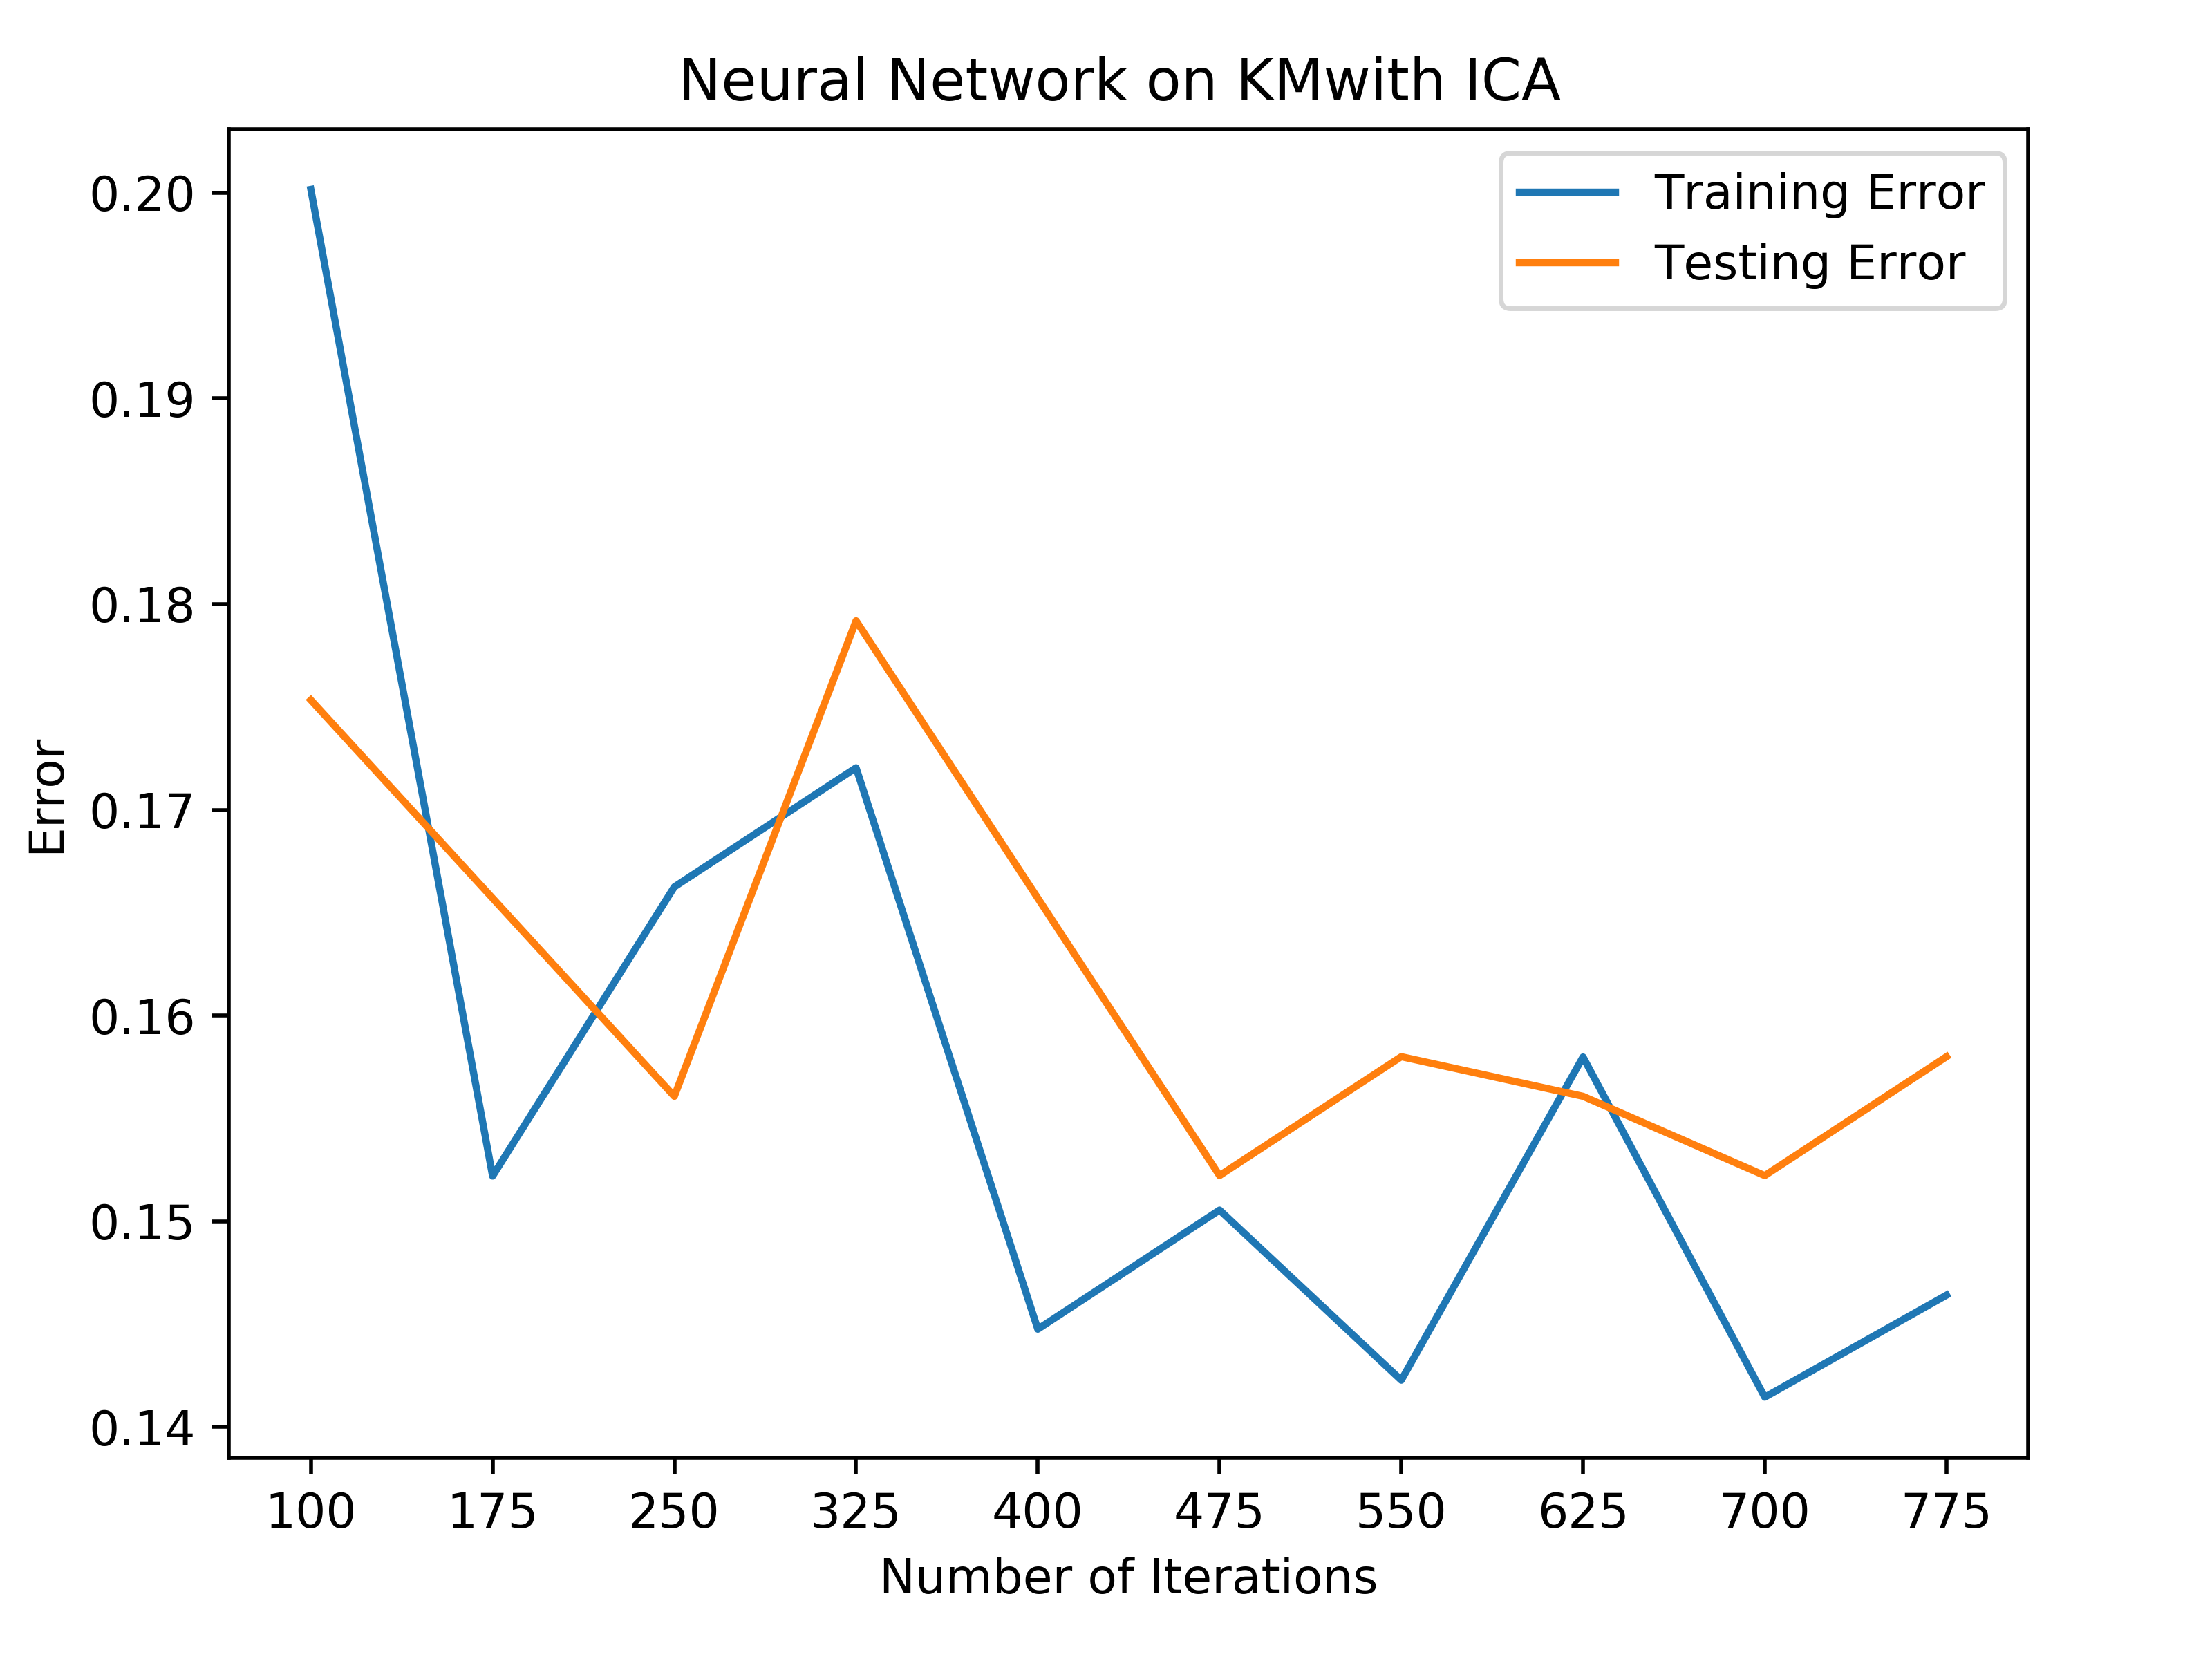 Neural Network on KMwith ICA
Training Error
Testing Error
0.20
0.19
0.18
0.17
0.16
0.15
0.14
Error
100 175 250 325 400 475 550 625 700 775
Number of Iterations